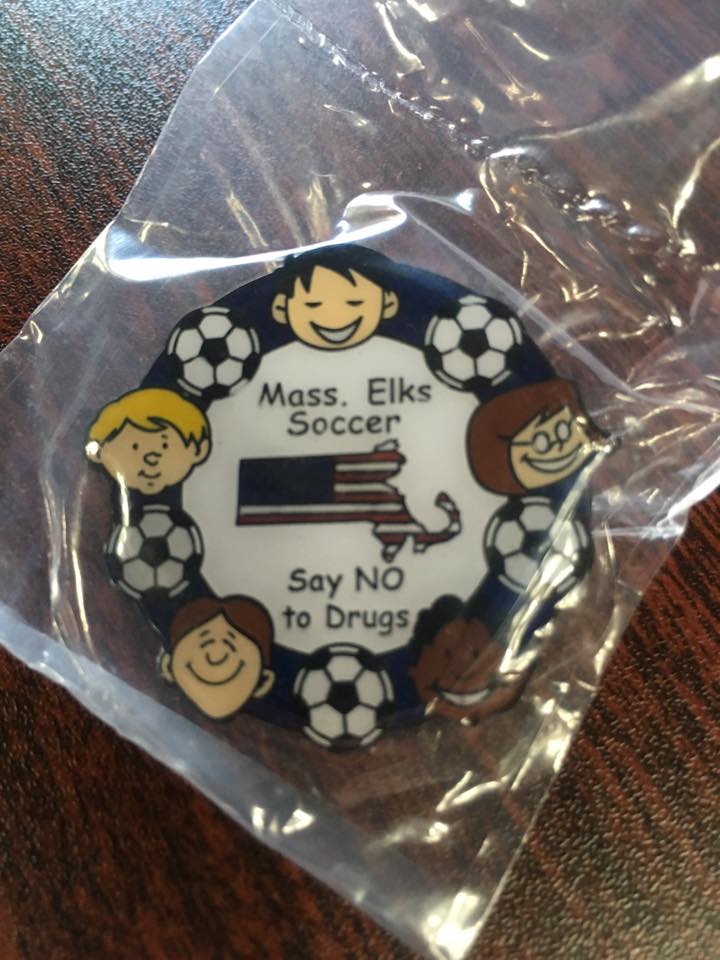 Mass. Elks
Soccer
Say NO
to Drugs